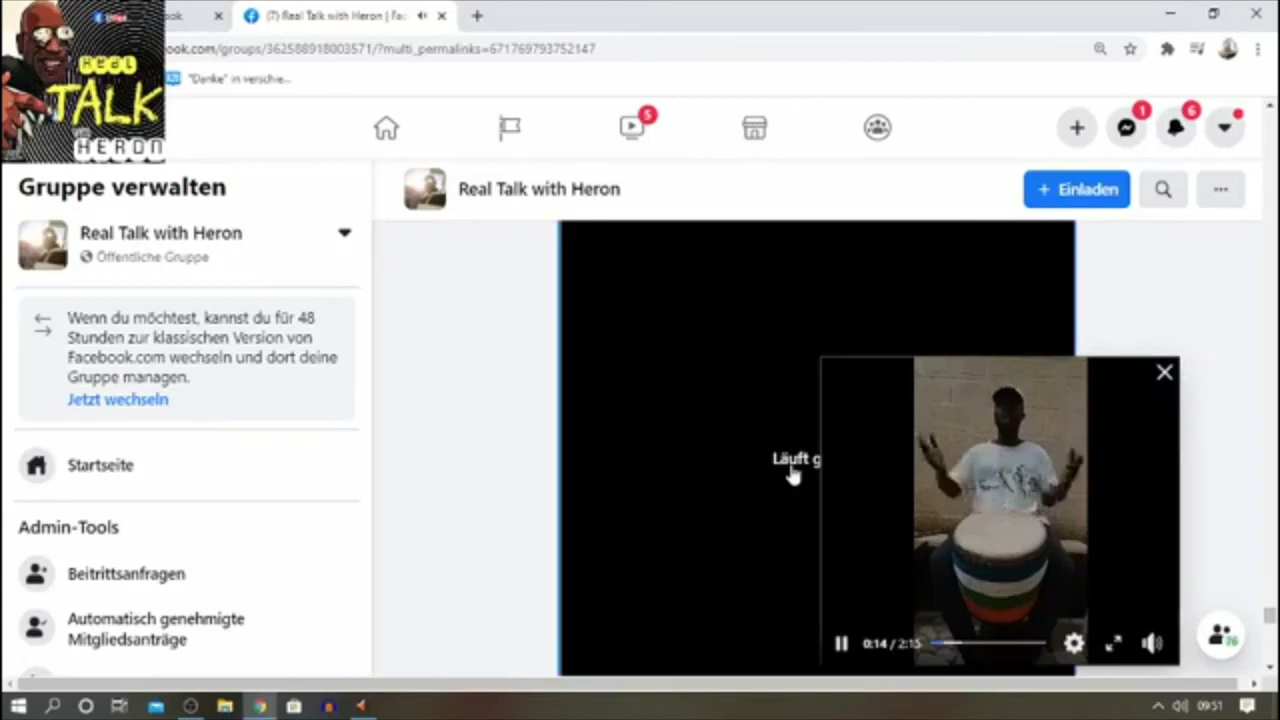 (7) Real Talk with Heron | Fa
ook.com/groups/362588918003571/?multi_permalinks=671769793752147
"Danke" in verschie...
REAL
TALK
HERON
5
1
6
Gruppe verwalten
Real Talk with Heron
+ Einladen
Real Talk with Heron
Öffentliche Gruppe
Wenn du möchtest, kannst du für 48
Stunden zur klassischen Version von
Facebook.com wechseln und dort deine
Gruppe managen.
Jetzt wechseln
Läuft g
Startseite
Admin-Tools
Beitrittsanfragen
Automatisch genehmigte
Mitgliedsanträge
0:14 / 2:15
76
09:51